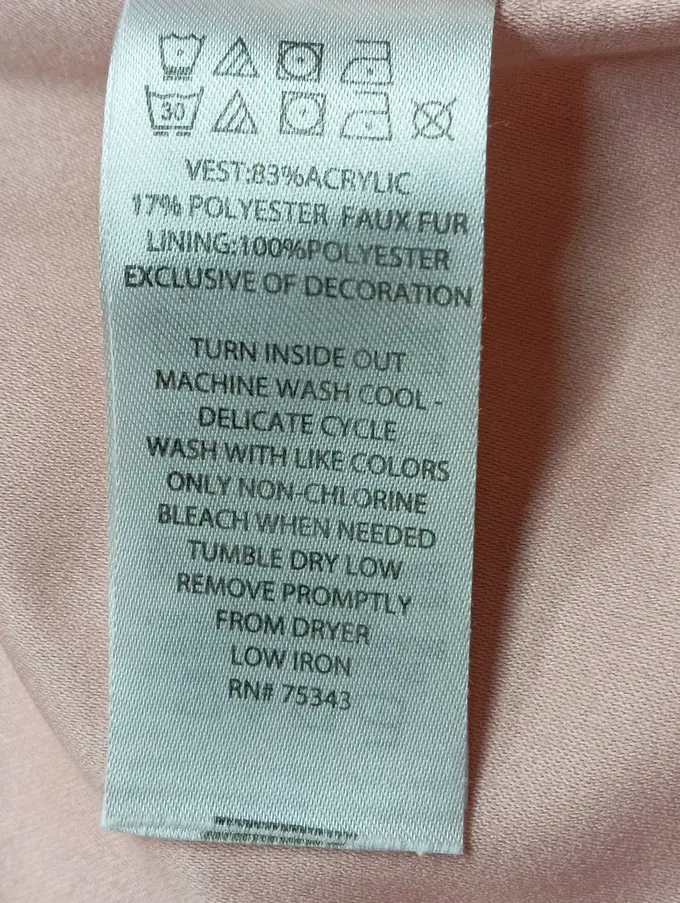 30
VEST:83%ACRYLIC
17% POLYESTER FAUX FUR
LINING:100%POLYESTER
EXCLUSIVE OF DECORATION
TURN INSIDE OUT
MACHINE WASH COOL -
DELICATE CYCLE
WASH WITH LIKE COLORS
ONLY NON-CHLORINE
BLEACH WHEN NEEDED
TUMBLE DRY LOW
REMOVE PROMPTLY
FROM DRYER
LOW IRON
RN# 75343